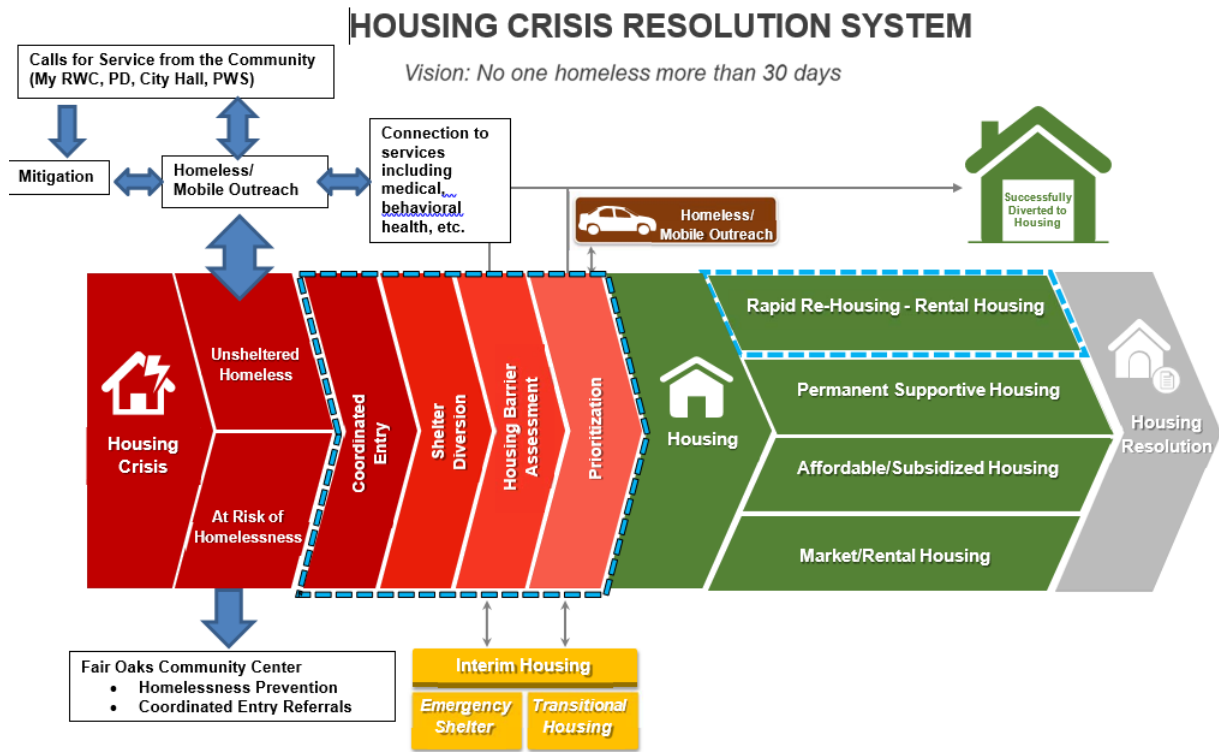 HOUSING CRISIS RESOLUTION SYSTEM
Vision: No one homeless more than 30 days
Calls for Service from the Community
(My RWC, PD, City Hall, PWS)
Mitigation
Homeless/
Mobile Outreach
Connection to
services
including
medical,
behavioral
health, etc.
Homeless/
Mobile Outreach
Successfully
Diverted to
Housing
Housing
Crisis
Unsheltered
Homeless
At Risk of
Homelessness
Coordinated
Entry
Shelter
Diversion
Housing Barrier
Assessment
Prioritization
Housing
Rapid Re-Housing - Rental Housing
Permanent Supportive Housing
Affordable/Subsidized Housing
Market/Rental Housing
Housing
Resolution
Fair Oaks Community Center
• Homelessness Prevention
• Coordinated Entry Referrals
Interim Housing
Emergency
Shelter
Transitional
Housing